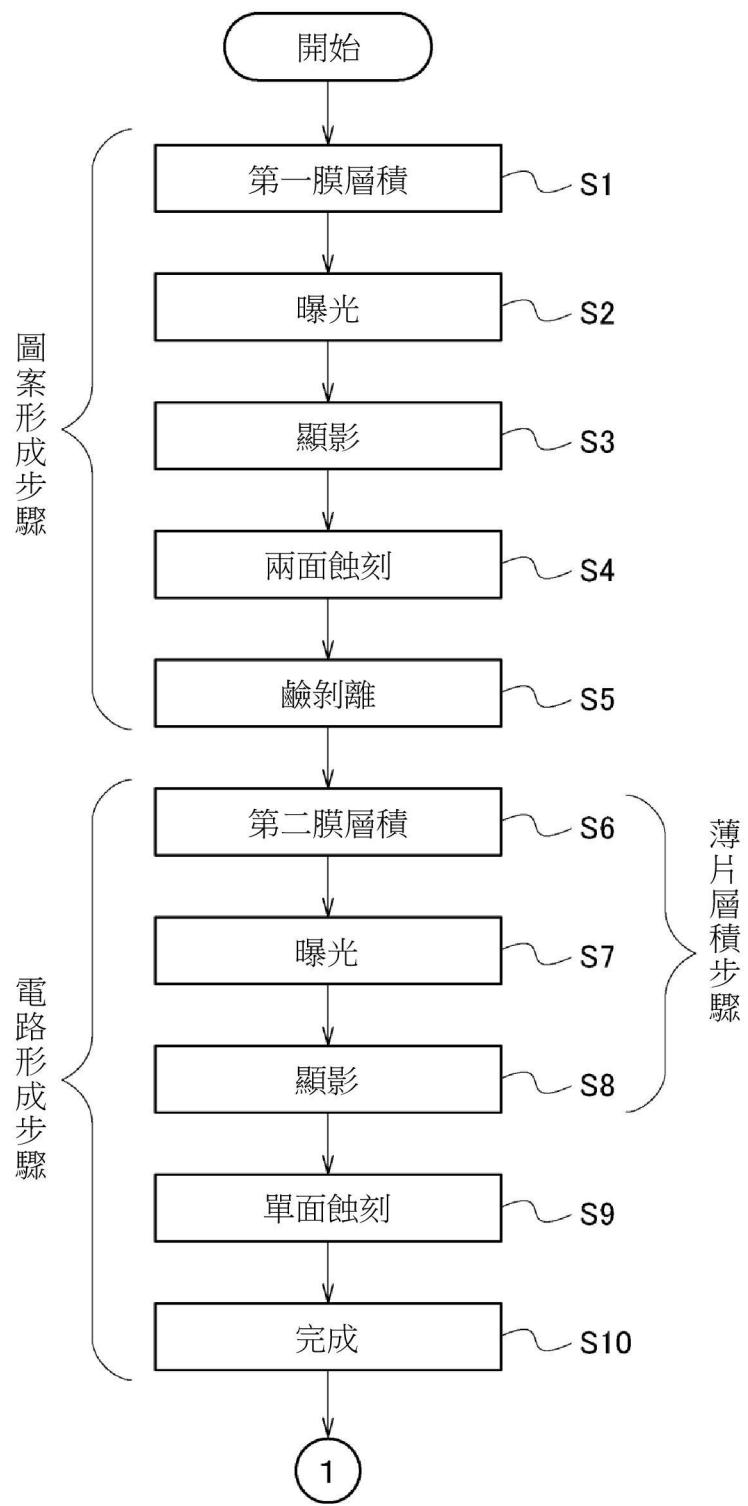 開始
圖案形成步驟
第一膜層積
S1
曝光
S2
顯影
S3
兩面蝕刻
S4
鹼剝離
S5
電路形成步驟
薄片層積步驟
第二膜層積
S6
曝光
S7
顯影
S8
單面蝕刻
S9
完成
S10
1